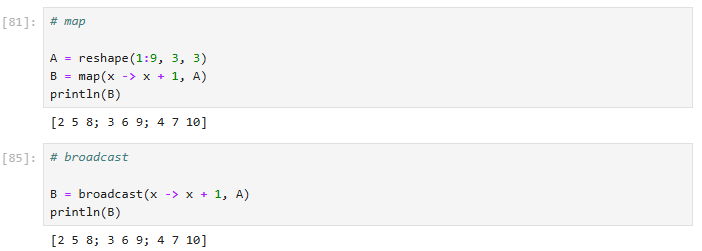 [81]: # map
A = reshape(1:9, 3, 3)
B = map(x -> x + 1, A)
println(B)
[2 5 8; 3 6 9; 4 7 10]
[85]: # broadcast
B = broadcast(x -> x + 1, A)
println(B)
[2 5 8; 3 6 9; 4 7 10]